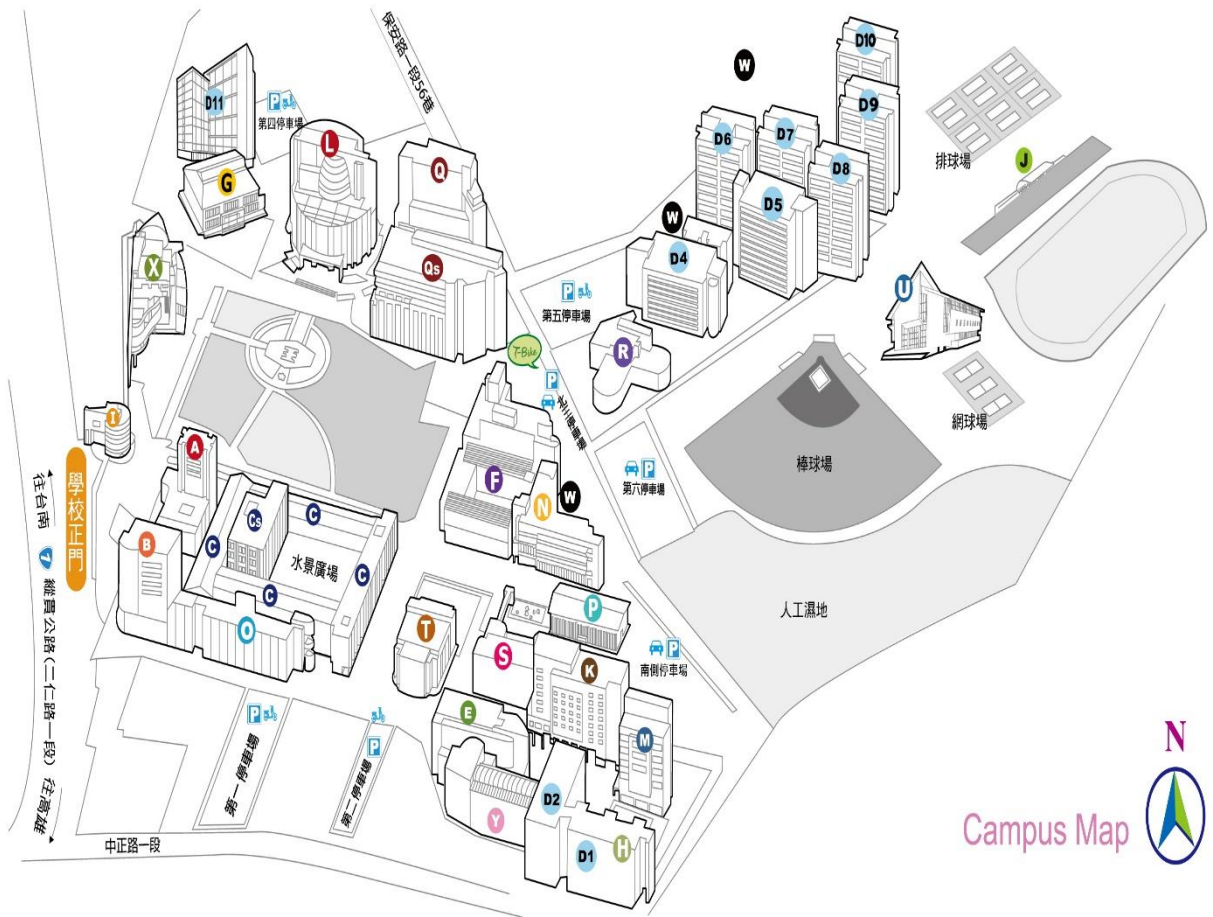 保安路一段56巷
D10
W
D11
P
第四停車場
D9
D6
D7
L
D8
排球場
J
Q
G
D5
W
D4
X
Qs
U
P
第五停車場
T-Bike
R
P
第三停車場
網球場
I
A
棒球場
P
第六停車場
F
N
W
學校正門
往台南 1 縱貫公路(二仁路一段) 往高雄
B
Cs
C
C
C
水景廣場
C
P
人工濕地
O
T
S
K
P
南側停車場
E
M
P
第一停車場
P
第二停車場
D2
Y
N
Campus Map
中正路一段
D1
H